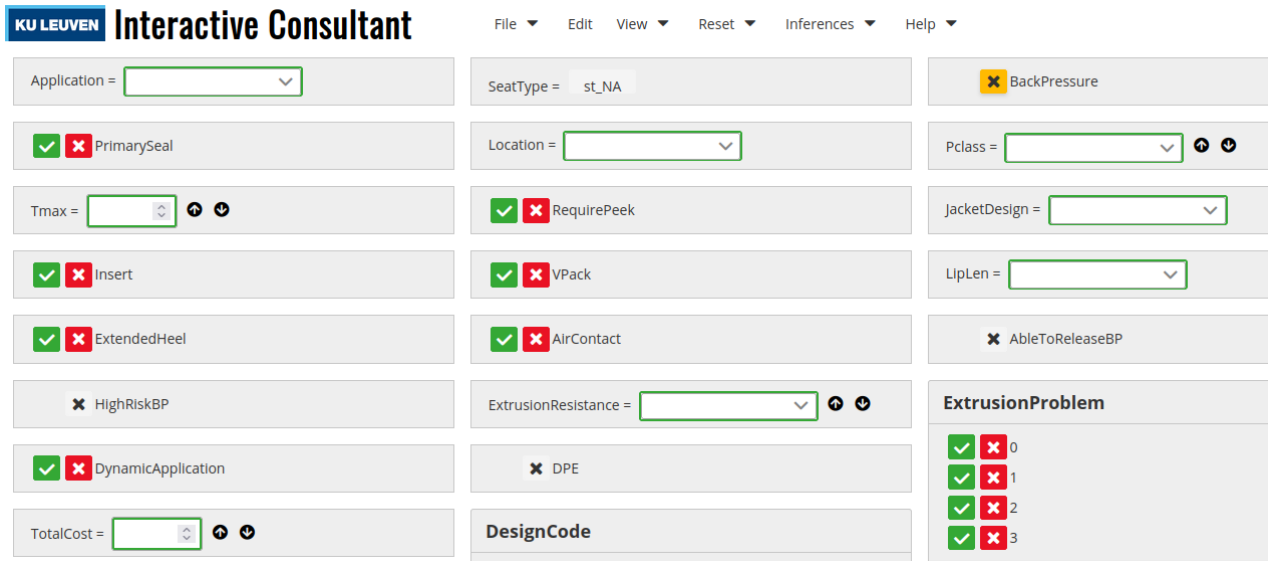 KU LEUVEN Interactive Consultant
File Edit View Reset Inferences Help
Application =
SeatType = st_NA
BackPressure
PrimarySeal
Location =
Pclass =
Tmax =
RequirePeek
JacketDesign =
Insert
VPack
LipLen =
ExtendedHeel
AirContact
AbleToReleaseBP
HighRiskBP
ExtrusionResistance =
ExtrusionProblem
0
1
2
3
DynamicApplication
DPE
TotalCost =
DesignCode